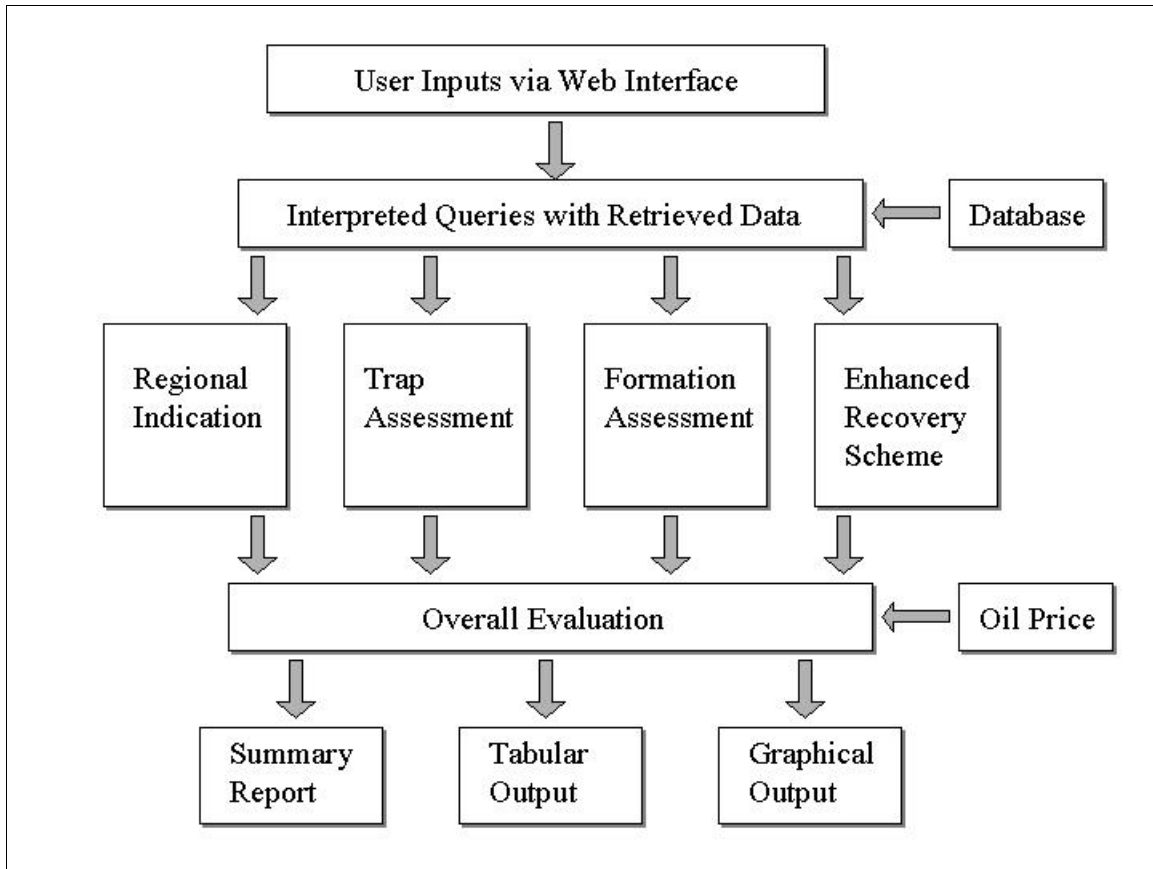 User Inputs via Web Interface
Interpreted Queries with Retrieved Data
Database
Regional
Indication
Trap
Assessment
Formation
Assessment
Enhanced
Recovery
Scheme
Overall Evaluation
Oil Price
Summary
Report
Tabular
Output
Graphical
Output